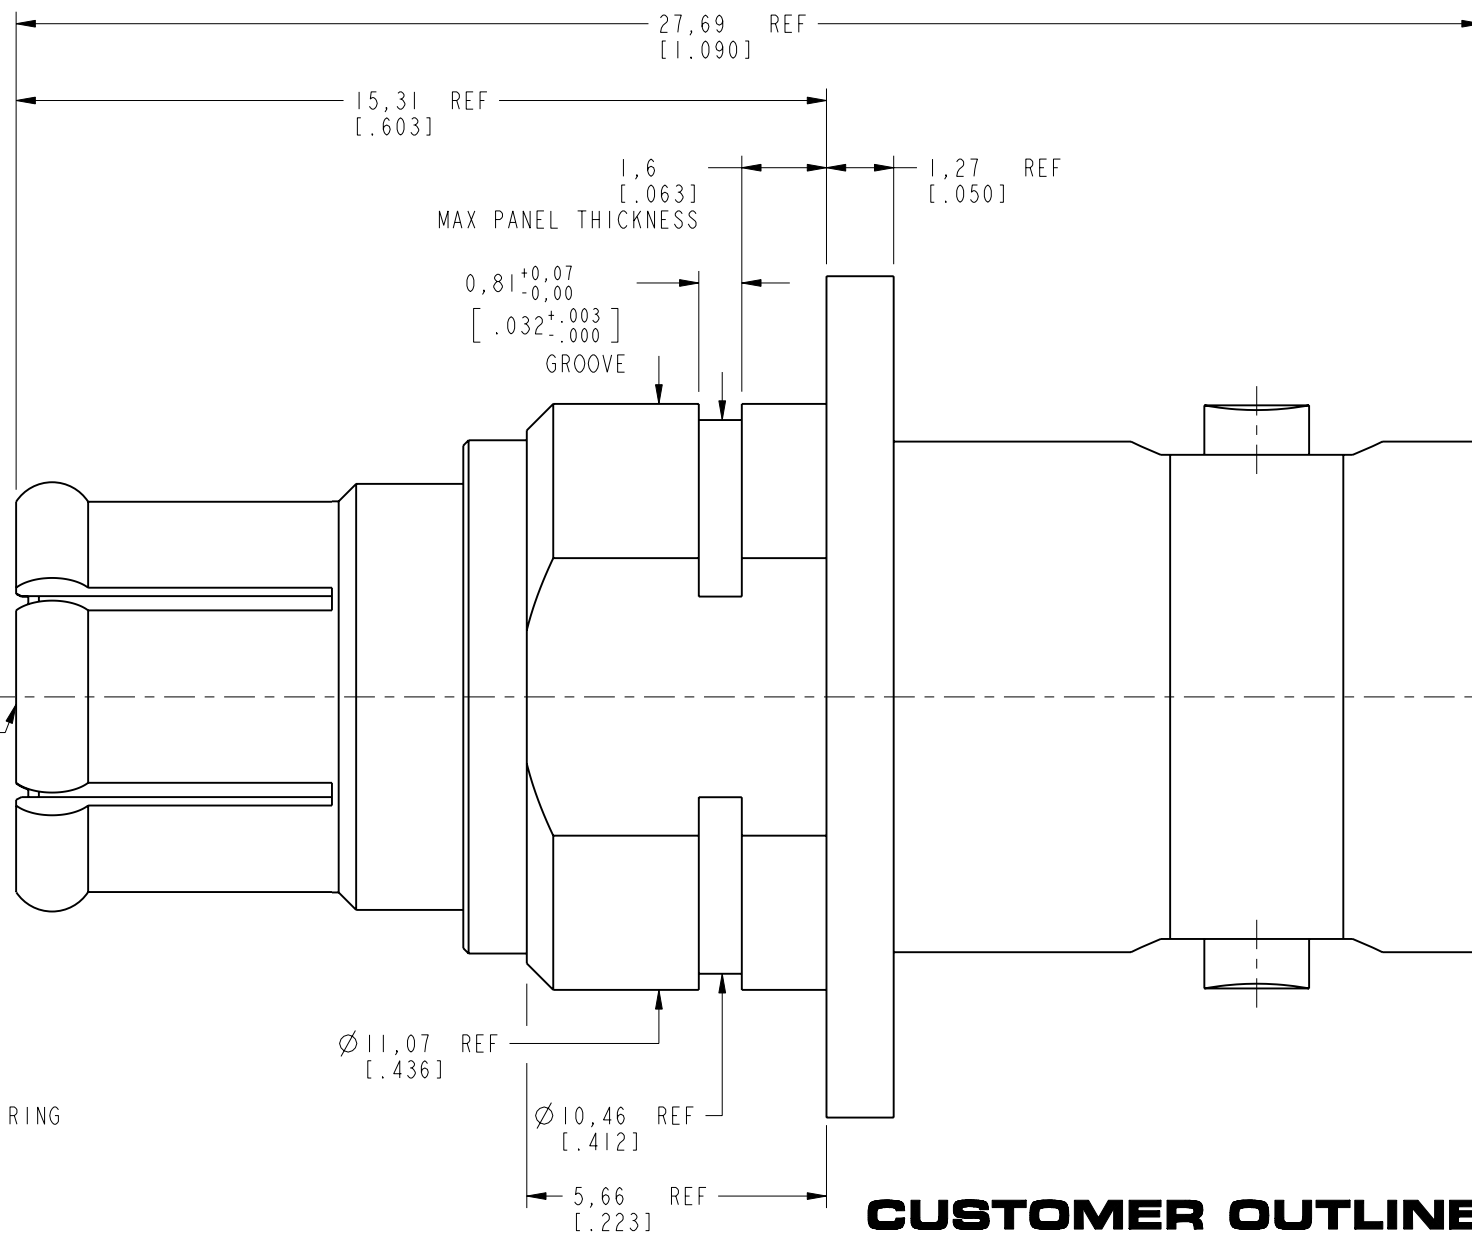 27,69 REF
[1.090]
15,31 REF
[.603]
1,6
[.063]
MAX PANEL THICKNESS
1,27 REF
[.050]
0,81 +0,07
-0,00
[.032 +.003
-.000]
GROOVE
Ø11,07 REF
[.436]
RING
Ø10,46 REF
[.412]
5,66 REF
[.223]
CUSTOMER OUTLINE